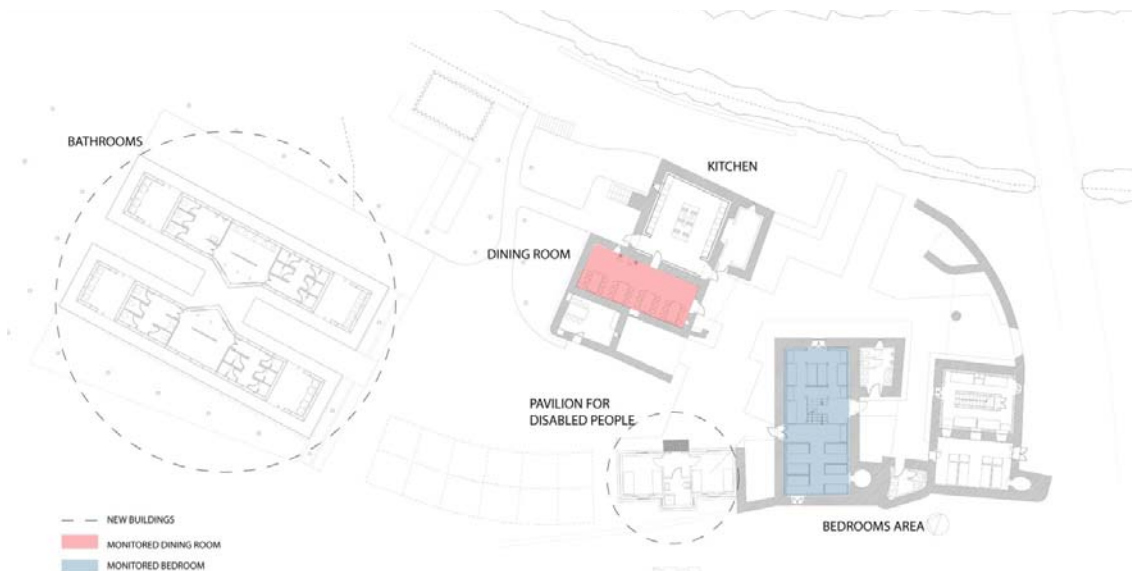 BATHROOMS
KITCHEN
DINING ROOM
PAVILION FOR
DISABLED PEOPLE
BEDROOMS AREA
NEW BUILDINGS
MONITORED DINING ROOM
MONITORED BEDROOM